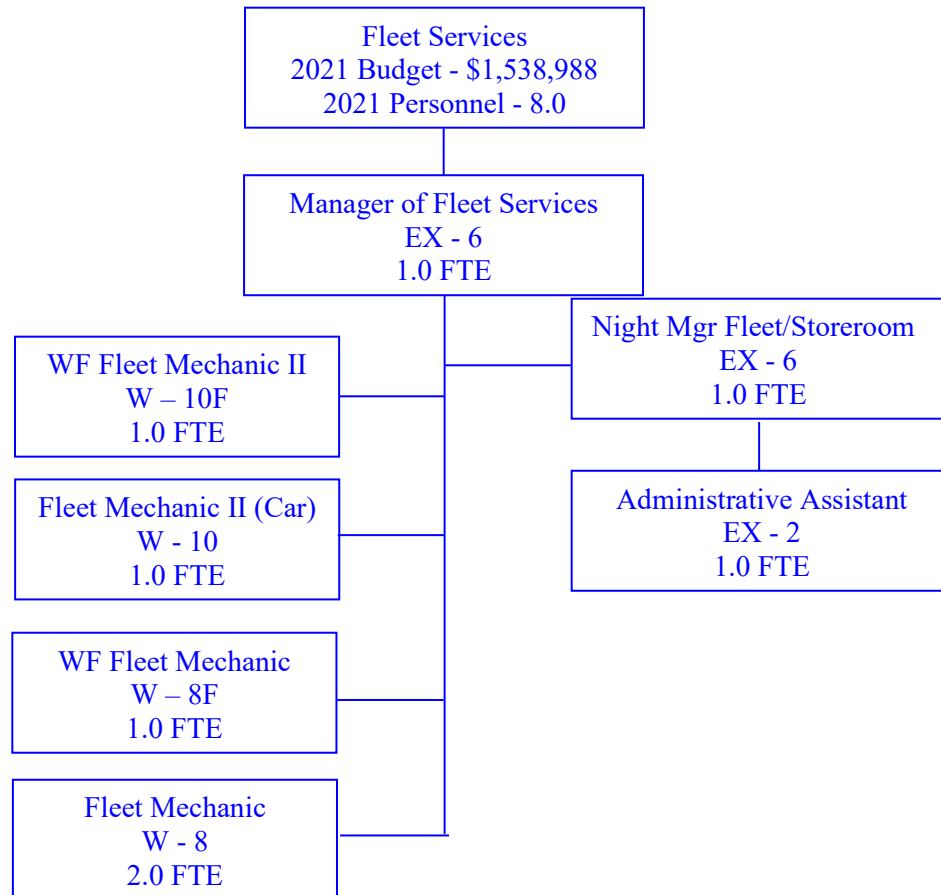 Fleet Services
2021 Budget - $1,538,988
2021 Personnel - 8.0
Manager of Fleet Services
EX - 6
1.0 FTE
Night Mgr Fleet/Storeroom
EX - 6
1.0 FTE
WF Fleet Mechanic II
W – 10F
1.0 FTE
Administrative Assistant
EX - 2
1.0 FTE
Fleet Mechanic II (Car)
W - 10
1.0 FTE
WF Fleet Mechanic
W – 8F
1.0 FTE
Fleet Mechanic
W - 8
2.0 FTE